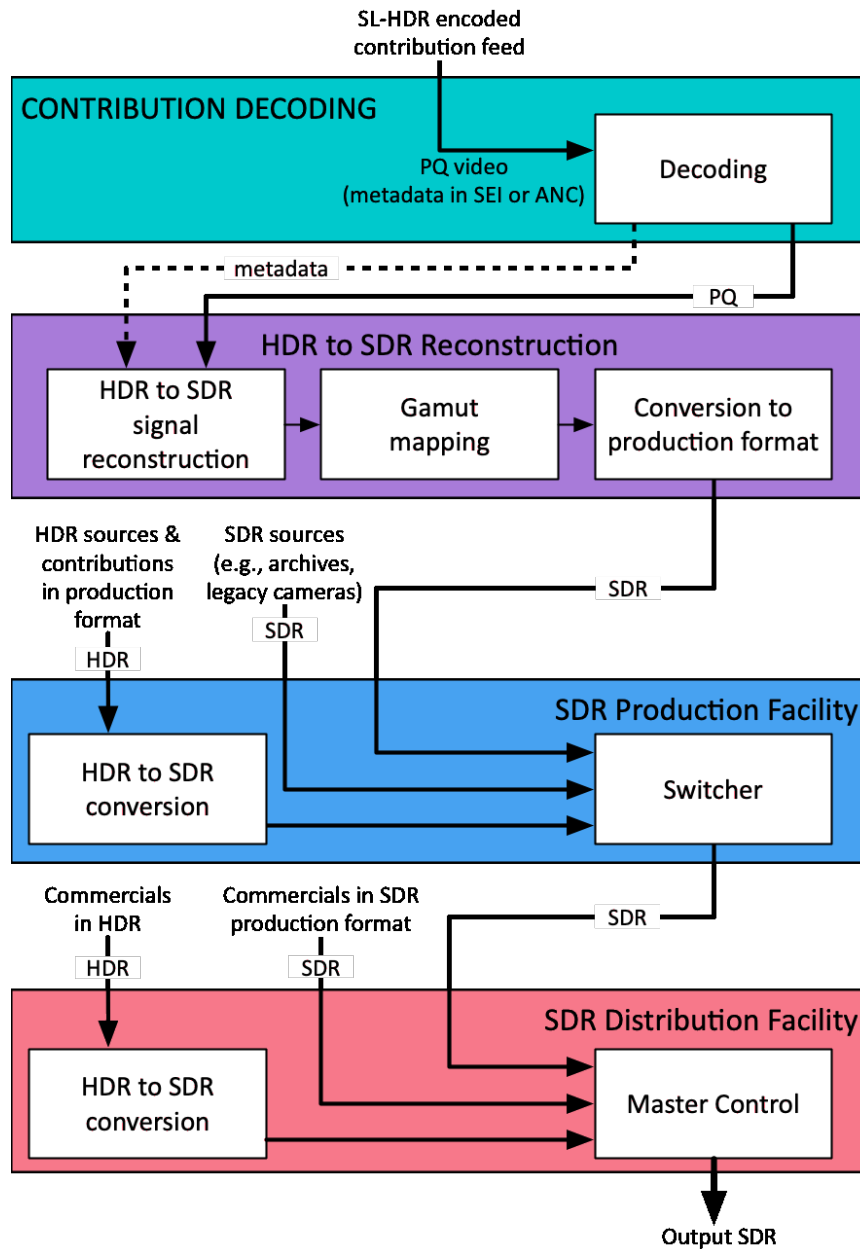 SL-HDR encoded
contribution feed
CONTRIBUTION DECODING
PQ video
(metadata in SEI or ANC)
Decoding
metadata
PQ
HDR to SDR Reconstruction
HDR to SDR
signal
reconstruction
Gamut
mapping
Conversion to
production format
HDR sources &
contributions
in production
format
HDR
SDR sources
(e.g., archives,
legacy cameras)
SDR
SDR
SDR Production Facility
HDR to SDR
conversion
Switcher
Commercials
in HDR
HDR
Commercials in SDR
production format
SDR
SDR
SDR Distribution Facility
HDR to SDR
conversion
Master Control
Output SDR